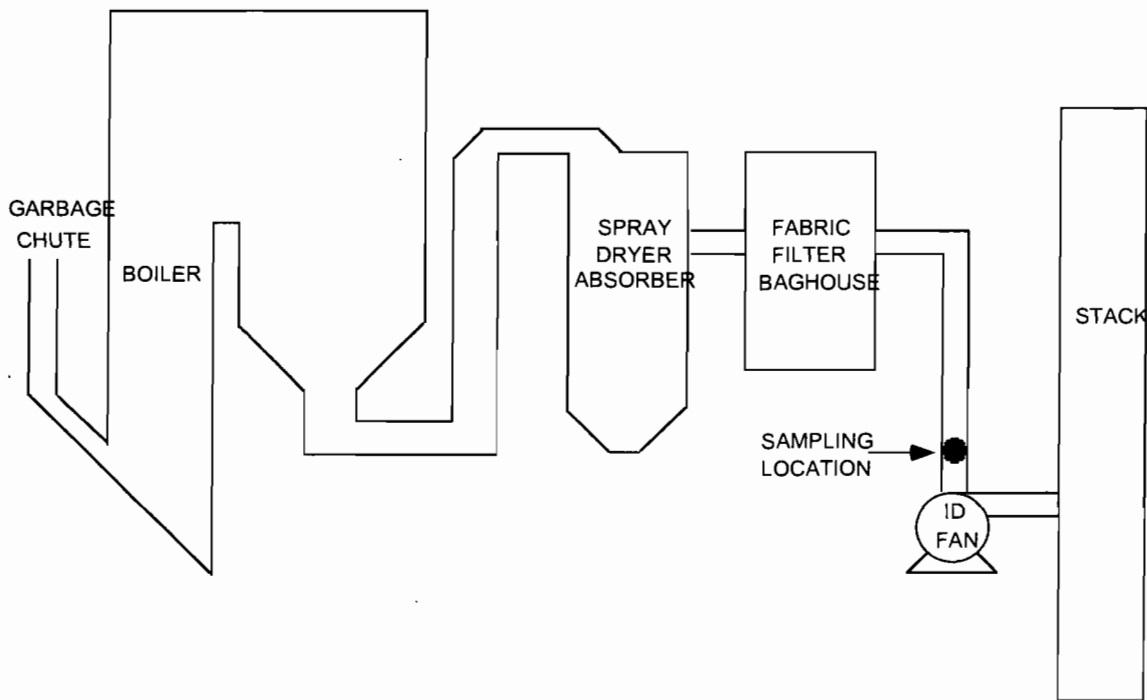 GARBAGE
CHUTE
BOILER
SPRAY
DRYER
ABSORBER
FABRIC
FILTER
BAGHOUSE
SAMPLING
LOCATION
ID
FAN
STACK